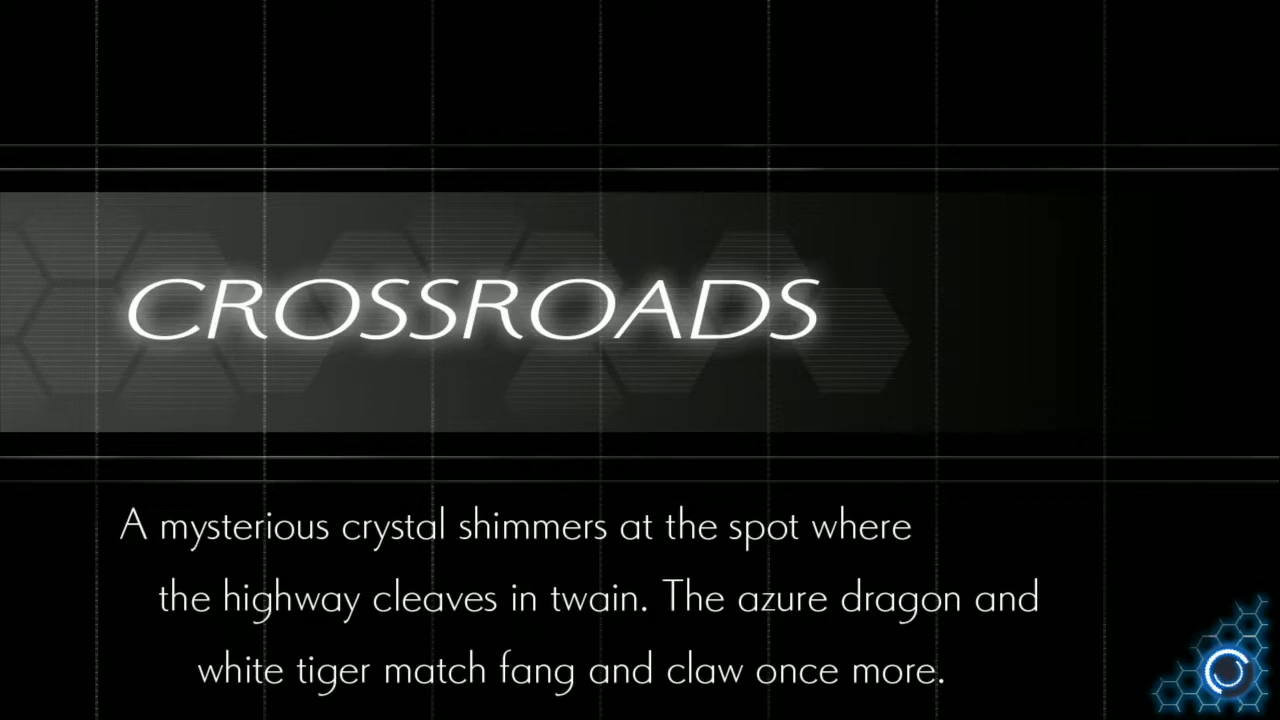 CROSSROADS
A mysterious crystal shimmers at the spot where
the highway cleaves in twain. The azure dragon and
white tiger match fang and claw once more.